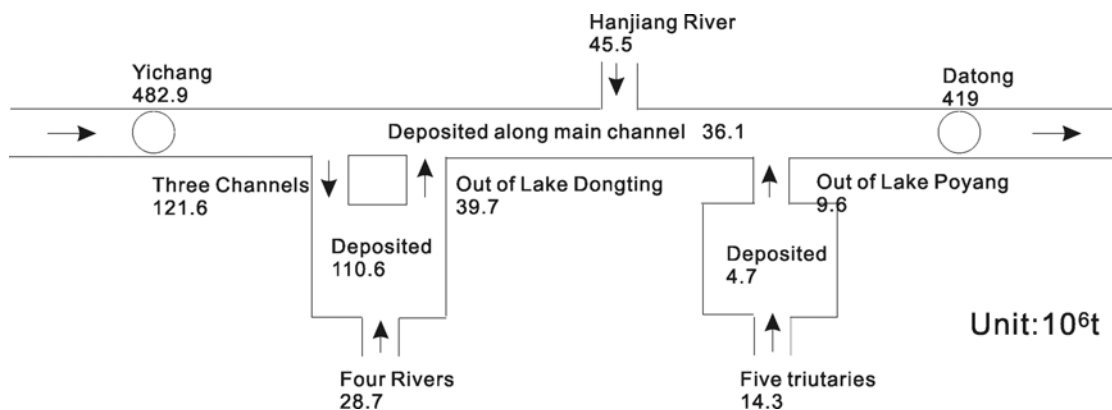 Hanjiang River
45.5
Yichang
482.9
Datong
419
Deposited along main channel 36.1
Three Channels
121.6
Out of Lake Dongting
39.7
Out of Lake Poyang
9.6
Deposited
110.6
Deposited
4.7
Unit:10⁶t
Four Rivers
28.7
Five triutaries
14.3